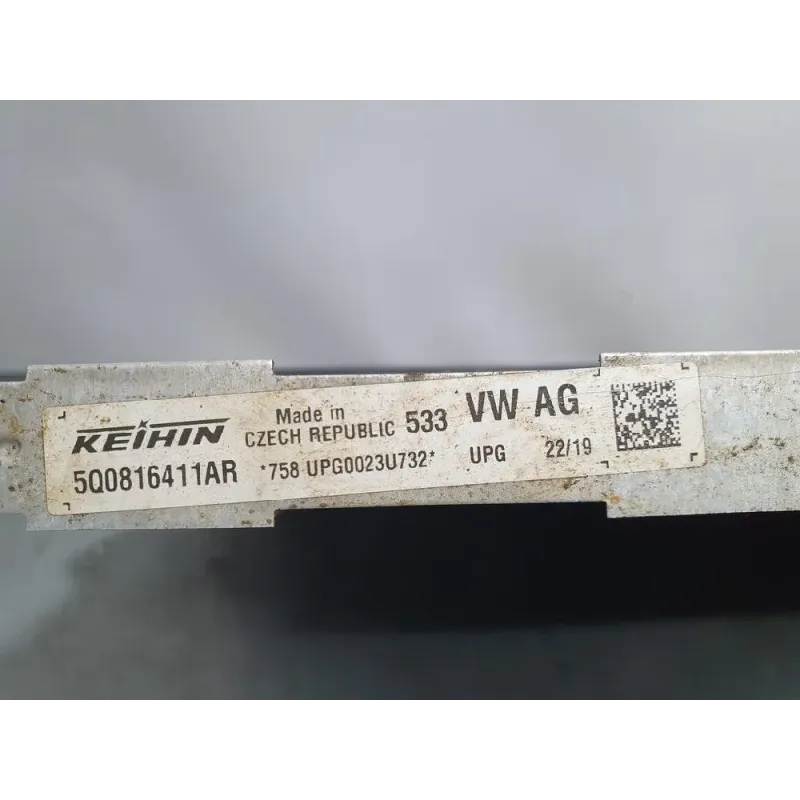 KEIHIN Made in CZECH REPUBLIC 533 VW AG
5Q0816411AR *758 UPG0023U732* UPG 22/19